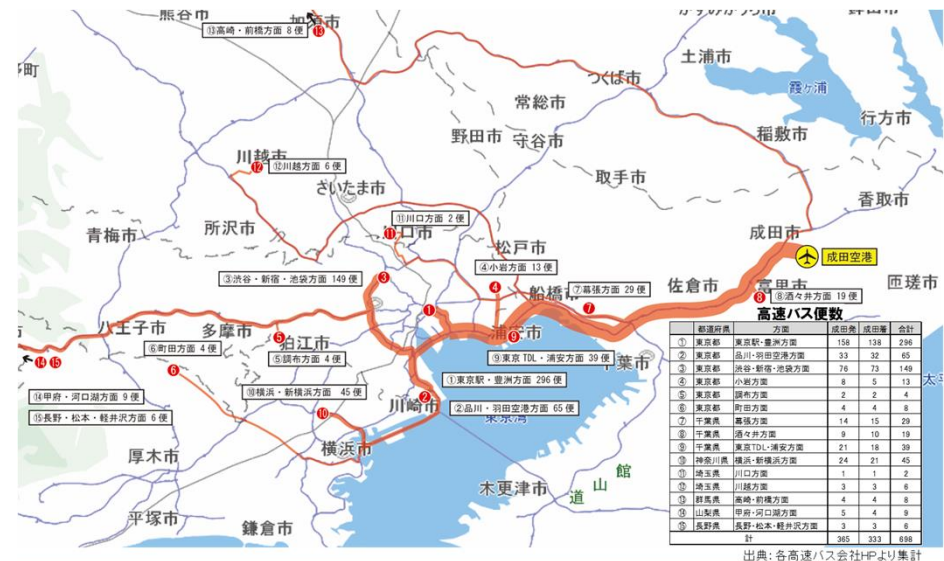 熊谷市
加須市
かすみがうら市
⑬高崎・前橋方面 8 便
⑬
土浦市
つくば市
霞ヶ浦
常総市
行方市
野田市
守谷市
稲敷市
川越市
⑫
⑫川越方面 6 便
さいたま市
取手市
香取市
⑪川口方面 2 便
青梅市
所沢市
⑪
川口市
成田市
松戸市
成田空港
③渋谷・新宿・池袋方面 149 便
③
④小岩方面 13 便
④
船橋市
⑦幕張方面 29 便
佐倉市
富里市
匝瑳市
⑧
⑧酒々井方面 19 便
①
⑦
八王子市
多摩市
狛江市
⑤
浦安市
⑨
千葉市
⑥町田方面 4 便
⑤調布方面 4 便
⑨東京 TDL・浦安方面 39 便
⑭
⑮
⑥
①東京駅・豊洲方面 296 便
⑭甲府・河口湖方面 9 便
⑩横浜・新横浜方面 45 便
川崎市
②
②品川・羽田空港方面 65 便
東京湾
⑮長野・松本・軽井沢方面 6 便
⑩
横浜市
厚木市
木更津市
館
山
道
平塚市
鎌倉市
高速バス便数
都道府県 方面 成田発 成田着 合計
① 東京都 東京駅・豊洲方面 158 138 296
② 東京都 品川・羽田空港方面 33 32 65
③ 東京都 渋谷・新宿・池袋方面 76 73 149
④ 東京都 小岩方面 8 5 13
⑤ 東京都 調布方面 2 2 4
⑥ 東京都 町田方面 4 4 8
⑦ 千葉県 幕張方面 14 15 29
⑧ 千葉県 酒々井方面 9 10 19
⑨ 千葉県 東京TDL・浦安方面 21 18 39
⑩ 神奈川県 横浜・新横浜方面 24 21 45
⑪ 埼玉県 川口方面 1 1 2
⑫ 埼玉県 川越方面 3 3 6
⑬ 群馬県 高崎・前橋方面 4 4 8
⑭ 山梨県 甲府・河口湖方面 5 4 9
⑮ 長野県 長野・松本・軽井沢方面 3 3 6
計 365 333 698
出典：各高速バス会社HPより集計